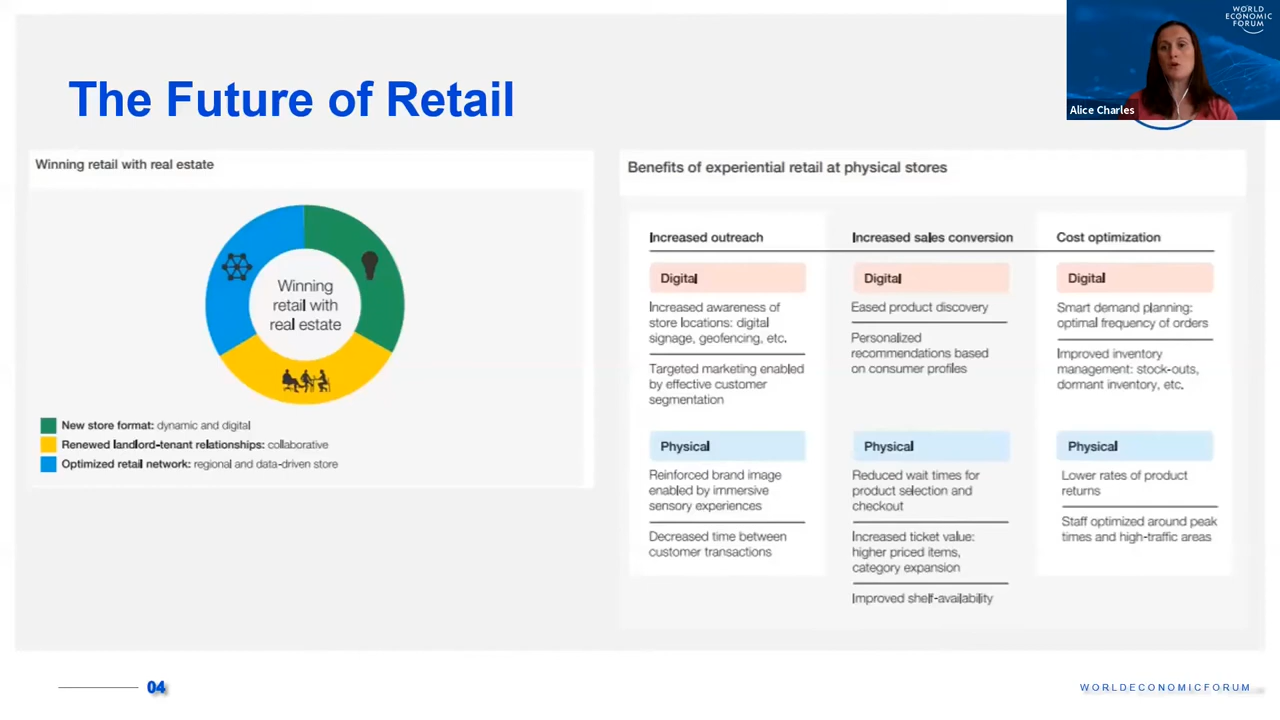 The Future of Retail
WORLD
ECONOMIC
FORUM
Alice Charles
Winning retail with real estate
Winning
retail with
real estate
New store format: dynamic and digital
Renewed landlord-tenant relationships: collaborative
Optimized retail network: regional and data-driven store
Benefits of experiential retail at physical stores
Increased outreach
Digital
Increased awareness of
store locations: digital
signage, geofencing, etc.
Targeted marketing enabled
by effective customer
segmentation
Physical
Reinforced brand image
enabled by immersive
sensory experiences
Decreased time between
customer transactions
Increased sales conversion
Digital
Eased product discovery
Personalized
recommendations based
on consumer profiles
Physical
Reduced wait times for
product selection and
checkout
Increased ticket value:
higher priced items,
category expansion
Improved shelf-availability
Cost optimization
Digital
Smart demand planning:
optimal frequency of orders
Improved inventory
management: stock-outs,
dormant inventory, etc.
Physical
Lower rates of product
returns
Staff optimized around peak
times and high-traffic areas
04
WORLDECONOMICFORUM